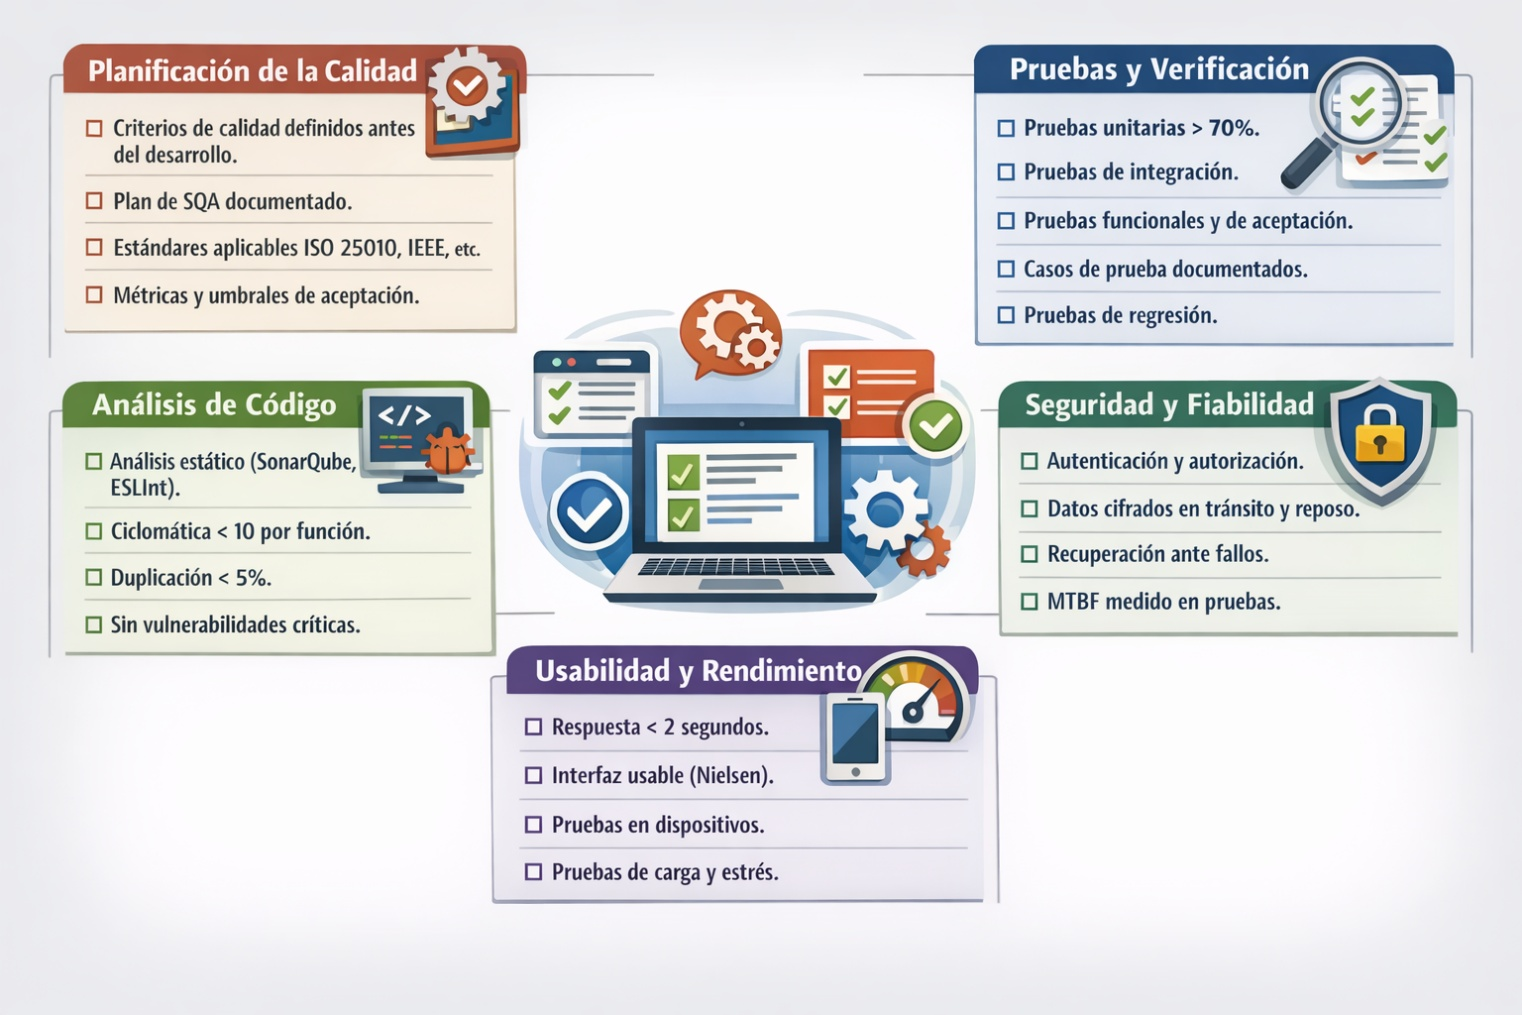 Planificación de la Calidad
Criterios de calidad definidos antes
del desarrollo.
Plan de SQA documentado.
Estándares aplicables ISO 25010, IEEE, etc.
Métricas y umbrales de aceptación.
Pruebas y Verificación
Pruebas unitarias > 70%.
Pruebas de integración.
Pruebas funcionales y de aceptación.
Casos de prueba documentados.
Pruebas de regresión.
Análisis de Código
</>
Análisis estático (SonarQube,
ESLInt).
Ciclomática < 10 por función.
Duplicación < 5%.
Sin vulnerabilidades críticas.
Seguridad y Fiabilidad
Autenticación y autorización.
Datos cifrados en tránsito y reposo.
Recuperación ante fallos.
MTBF medido en pruebas.
Usabilidad y Rendimiento
Respuesta < 2 segundos.
Interfaz usable (Nielsen).
Pruebas en dispositivos.
Pruebas de carga y estrés.